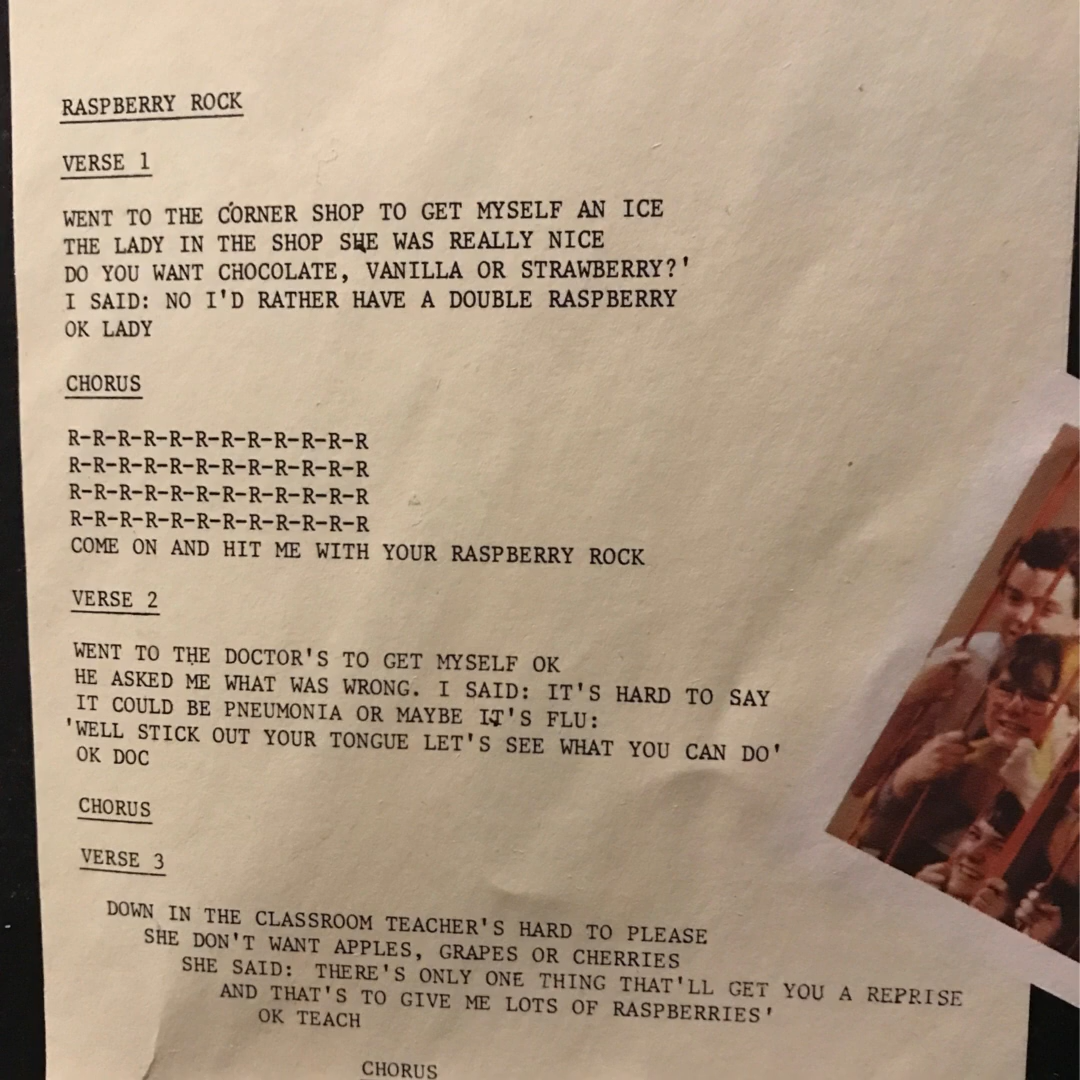 RASPBERRY ROCK
VERSE 1
WENT TO THE CORNER SHOP TO GET MYSELF AN ICE
THE LADY IN THE SHOP SHE WAS REALLY NICE
DO YOU WANT CHOCOLATE, VANILLA OR STRAWBERRY?'
I SAID: NO I'D RATHER HAVE A DOUBLE RASPBERRY
OK LADY
CHORUS
R-R-R-R-R-R-R-R-R-R-R-R
R-R-R-R-R-R-R-R-R-R-R-R
R-R-R-R-R-R-R-R-R-R-R-R
R-R-R-R-R-R-R-R-R-R-R-R
COME ON AND HIT ME WITH YOUR RASPBERRY ROCK
VERSE 2
WENT TO THE DOCTOR'S TO GET MYSELF OK
HE ASKED ME WHAT WAS WRONG. I SAID: IT'S HARD TO SAY
IT COULD BE PNEUMONIA OR MAYBE IT'S FLU:
'WELL STICK OUT YOUR TONGUE LET'S SEE WHAT YOU CAN DO'
OK DOC
CHORUS
VERSE 3
DOWN IN THE CLASSROOM TEACHER'S HARD TO PLEASE
SHE DON'T WANT APPLES, GRAPES OR CHERRIES
SHE SAID: THERE'S ONLY ONE THING THAT'LL GET YOU A REPRISE
AND THAT'S TO GIVE ME LOTS OF RASPBERRIES'
OK TEACH
CHORUS